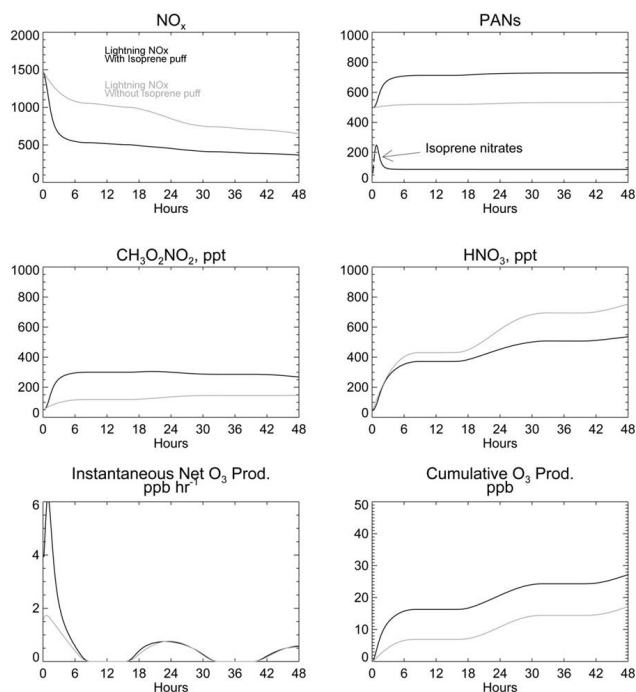 NOx
2000
1500
1000
500
0
Lightning NOx
With Isoprene puff
Lightning NOx
Without Isoprene puff
0 6 12 18 24 30 36 42 48
Hours
PANs
1000
800
600
400
200
0
Isoprene nitrates
0 6 12 18 24 30 36 42 48
Hours
CH3O2NO2, ppt
1000
800
600
400
200
0
0 6 12 18 24 30 36 42 48
Hours
HNO3, ppt
1000
800
600
400
200
0
0 6 12 18 24 30 36 42 48
Hours
Instantaneous Net O3 Prod.
ppb hr-1
6
4
2
0
0 6 12 18 24 30 36 42 48
Hours
Cumulative O3 Prod.
ppb
50
40
30
20
10
0
0 6 12 18 24 30 36 42 48
Hours